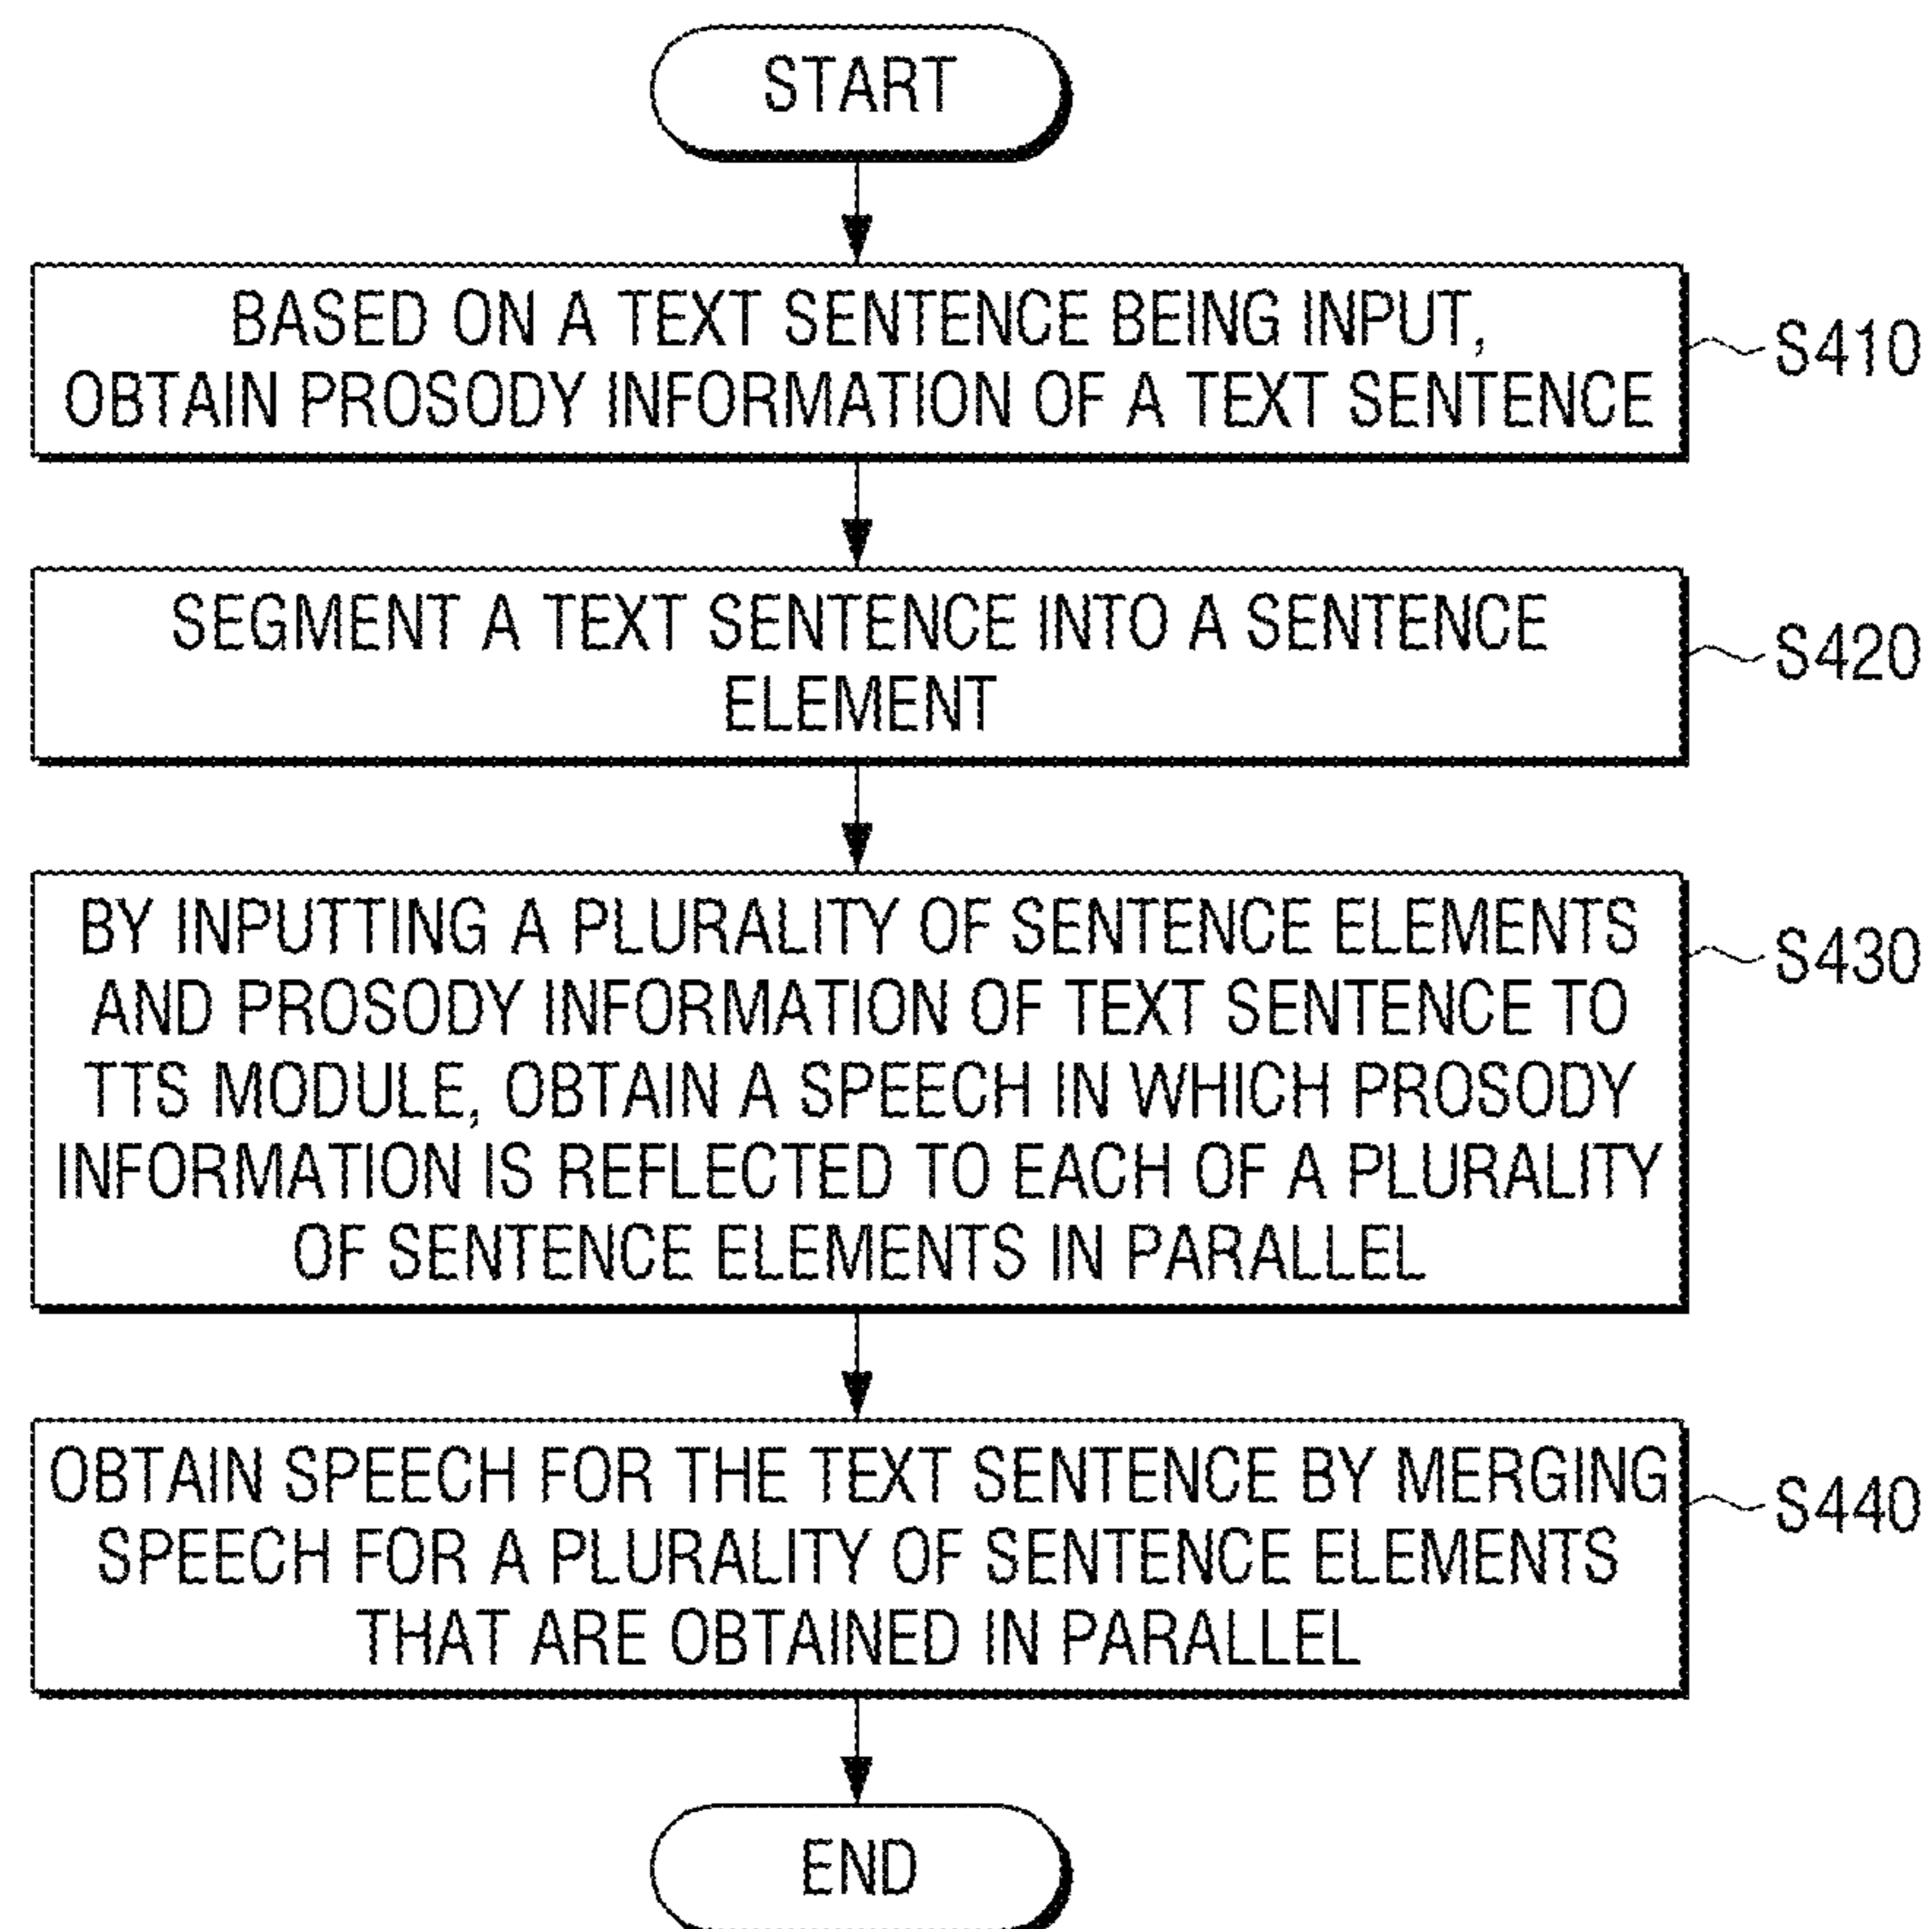 START
BASED ON A TEXT SENTENCE BEING INPUT,
OBTAIN PROSODY INFORMATION OF A TEXT SENTENCE
S410
SEGMENT A TEXT SENTENCE INTO A SENTENCE
ELEMENT
S420
BY INPUTTING A PLURALITY OF SENTENCE ELEMENTS
AND PROSODY INFORMATION OF TEXT SENTENCE TO
TTS MODULE, OBTAIN A SPEECH IN WHICH PROSODY
INFORMATION IS REFLECTED TO EACH OF A PLURALITY
OF SENTENCE ELEMENTS IN PARALLEL
S430
OBTAIN SPEECH FOR THE TEXT SENTENCE BY MERGING
SPEECH FOR A PLURALITY OF SENTENCE ELEMENTS
THAT ARE OBTAINED IN PARALLEL
S440
END